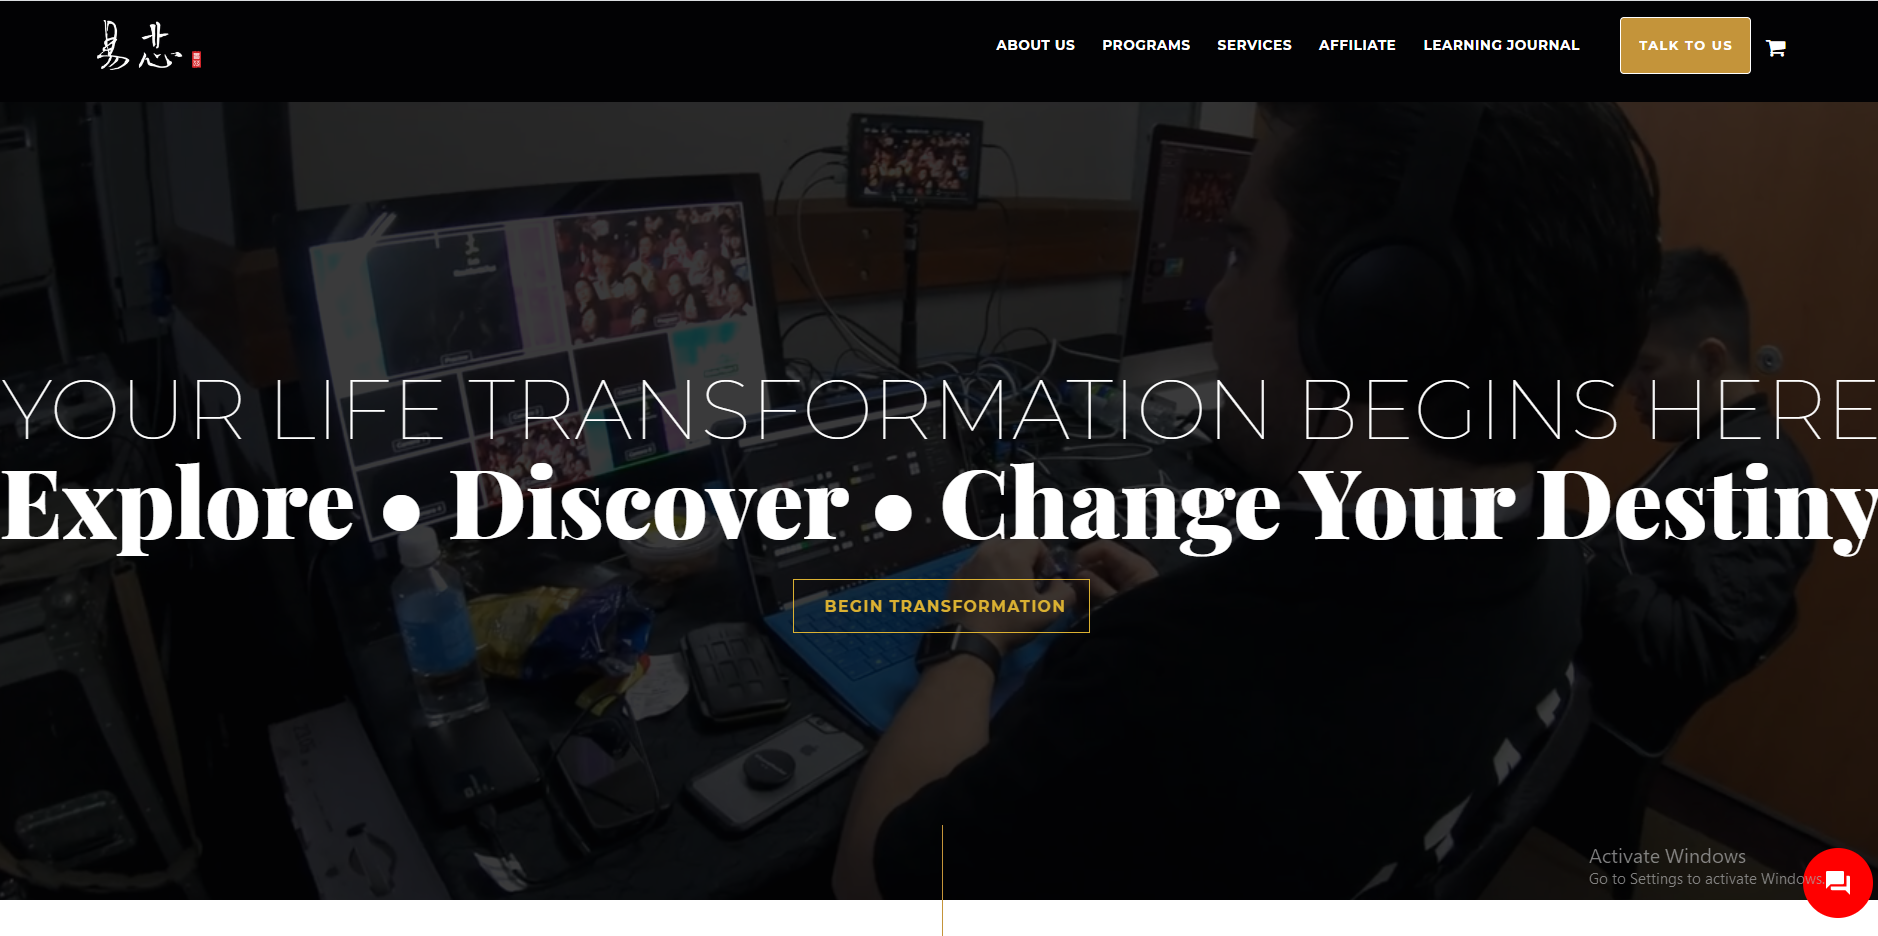 易芯
ABOUT US PROGRAMS SERVICES AFFILIATE LEARNING JOURNAL TALK TO US
YOUR LIFE TRANSFORMATION BEGINS HERE
Explore • Discover • Change Your Destiny
BEGIN TRANSFORMATION
Activate Windows
Go to Settings to activate Windows.